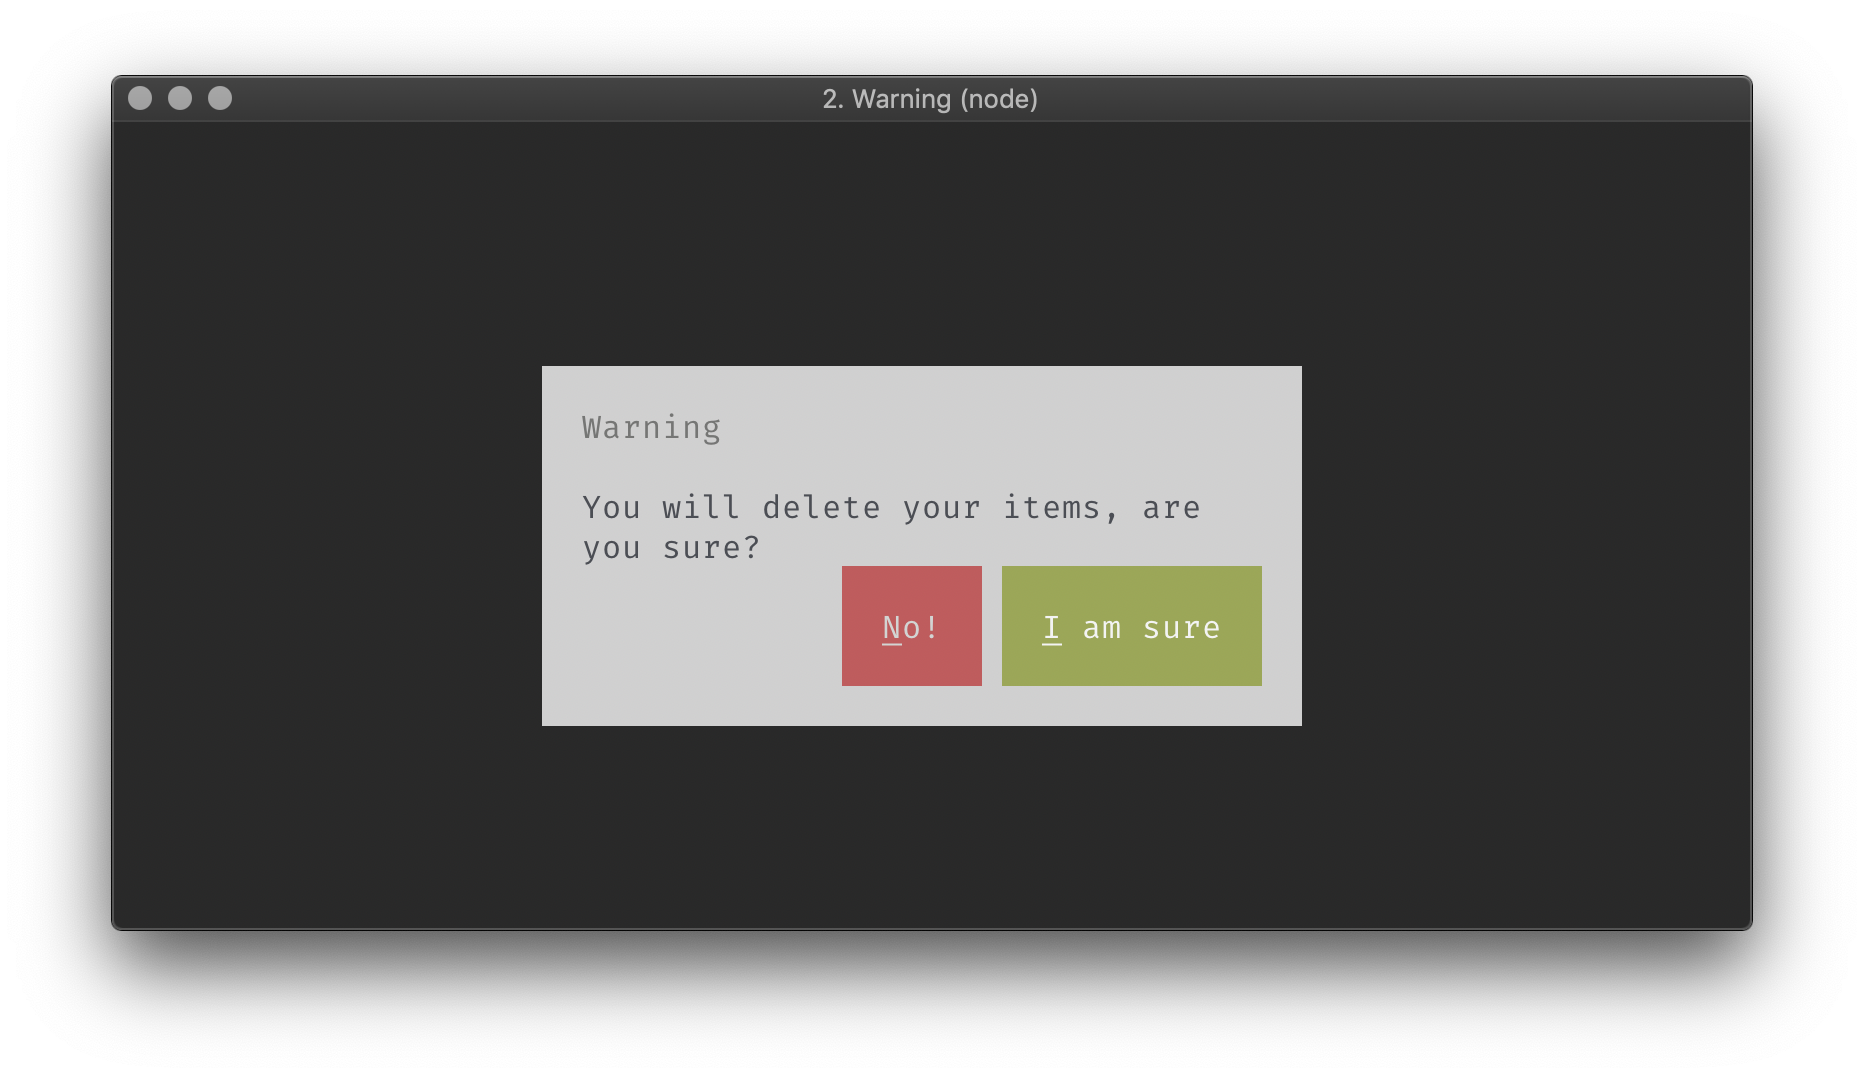 2. Warning (node)
Warning
You will delete your items, are
you sure?
No!
I am sure